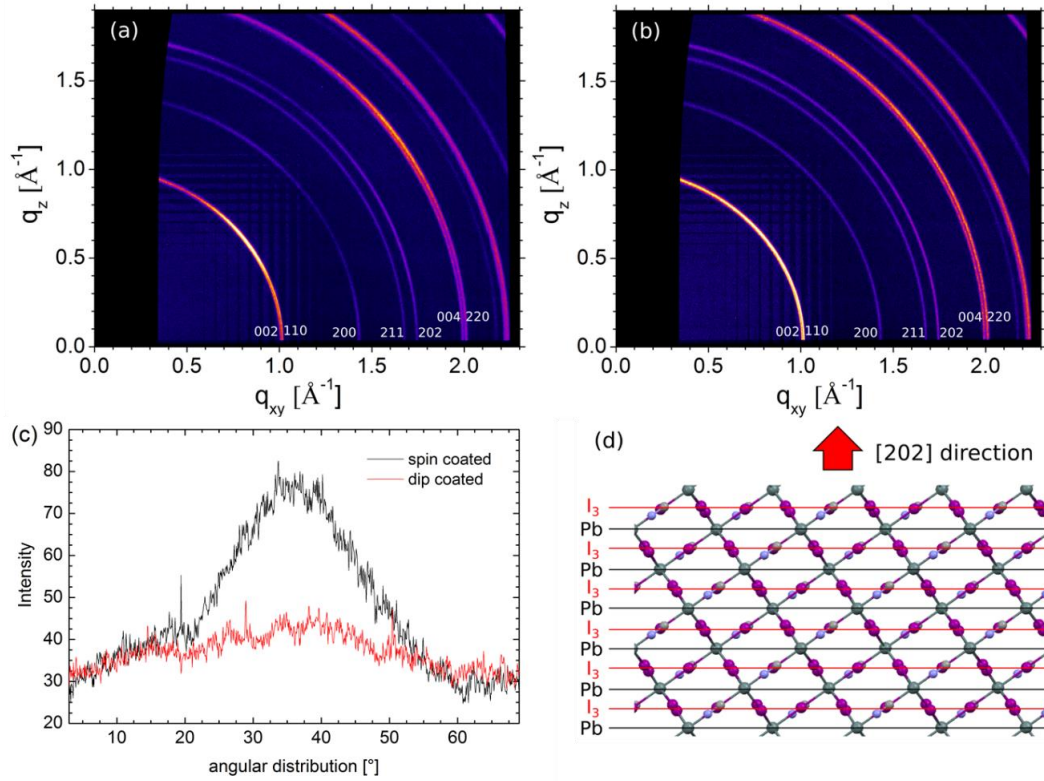 (a)
1.5
1.0
0.5
0.0
q_z [Å⁻¹]
002 110 200 211 202 004 220
0.0 0.5 1.0 1.5 2.0
q_xy [Å⁻¹]
(b)
1.5
1.0
0.5
0.0
q_z [Å⁻¹]
002 110 200 211 202 004 220
0.0 0.5 1.0 1.5 2.0
q_xy [Å⁻¹]
(c)
90
80
70
60
50
40
30
20
Intensity
spin coated
dip coated
10 20 30 40 50 60
angular distribution [°]
(d)
[202] direction
I₃
Pb
I₃
Pb
I₃
Pb
I₃
Pb
I₃
Pb
I₃
Pb